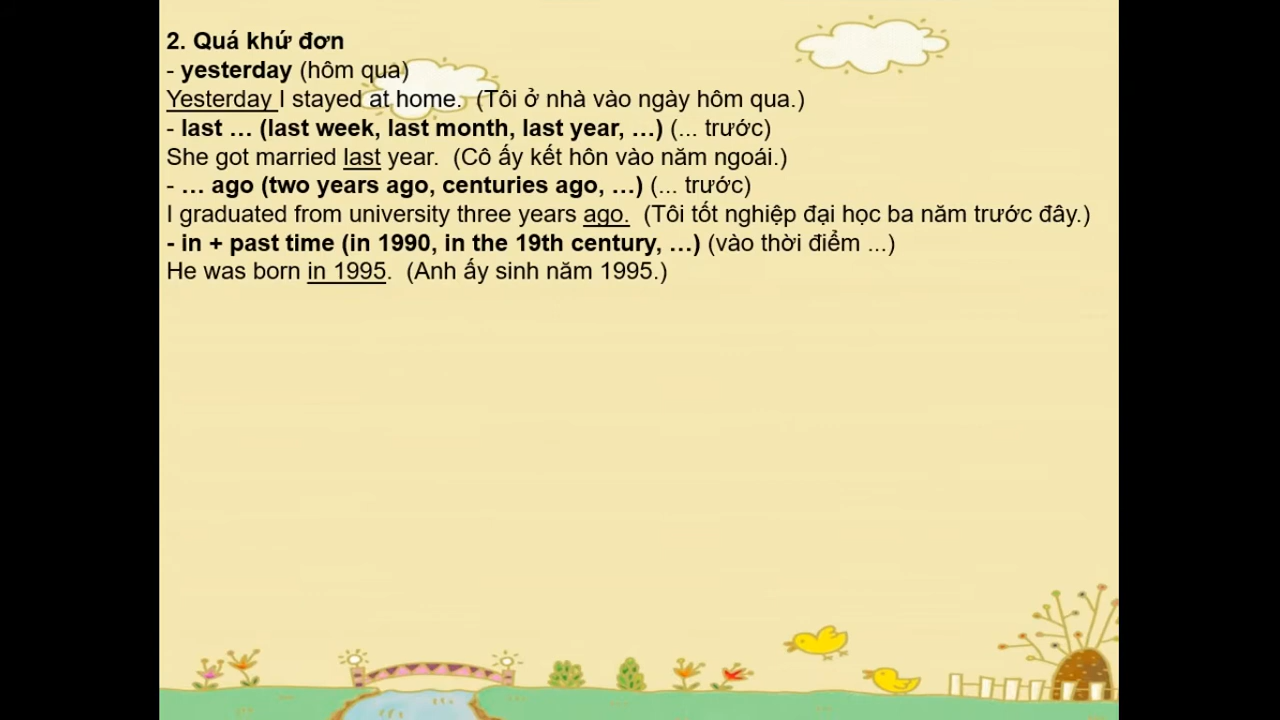 2. Quá khứ đơn
- yesterday (hôm qua)
Yesterday I stayed at home.  (Tôi ở nhà vào ngày hôm qua.)
- last … (last week, last month, last year, …) (... trước)
She got married last year.  (Cô ấy kết hôn vào năm ngoái.)
- … ago (two years ago, centuries ago, …) (... trước)
I graduated from university three years ago.  (Tôi tốt nghiệp đại học ba năm trước đây.)
- in + past time (in 1990, in the 19th century, …) (vào thời điểm ...)
He was born in 1995.  (Anh ấy sinh năm 1995.)